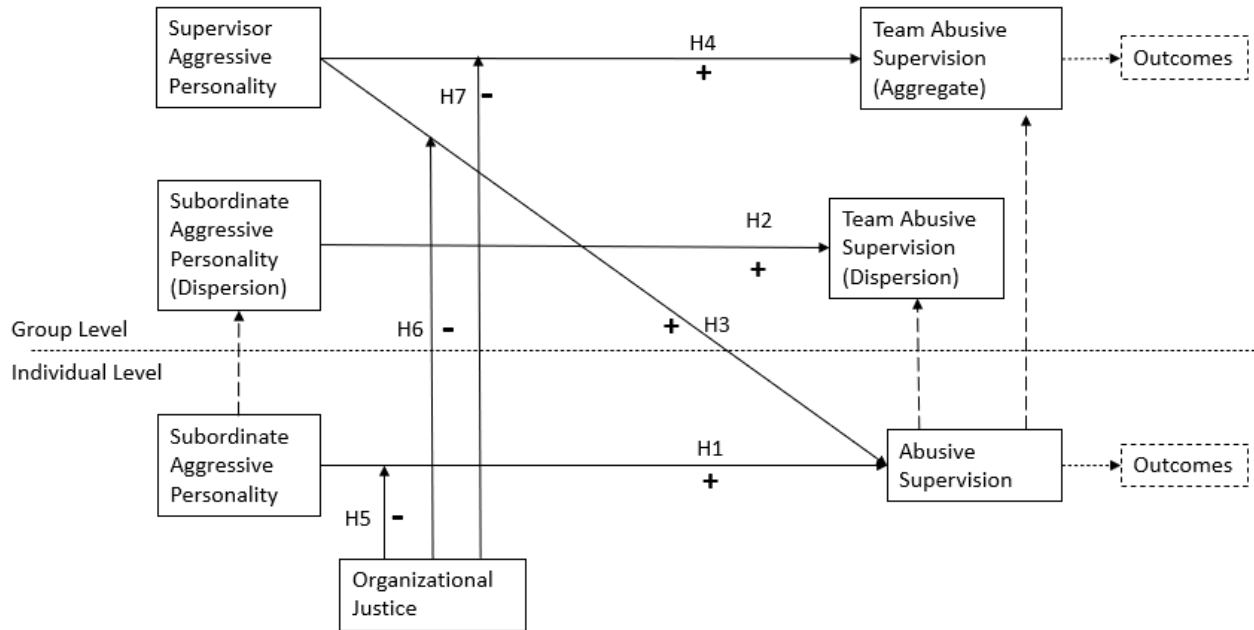 Supervisor
Aggressive
Personality
H4
+
Team Abusive
Supervision
(Aggregate)
Outcomes
H7
-
Subordinate
Aggressive
Personality
(Dispersion)
H2
+
Team Abusive
Supervision
(Dispersion)
H6
-
+
H3
Group Level
Individual Level
Subordinate
Aggressive
Personality
H1
+
Abusive
Supervision
Outcomes
H5
-
Organizational
Justice